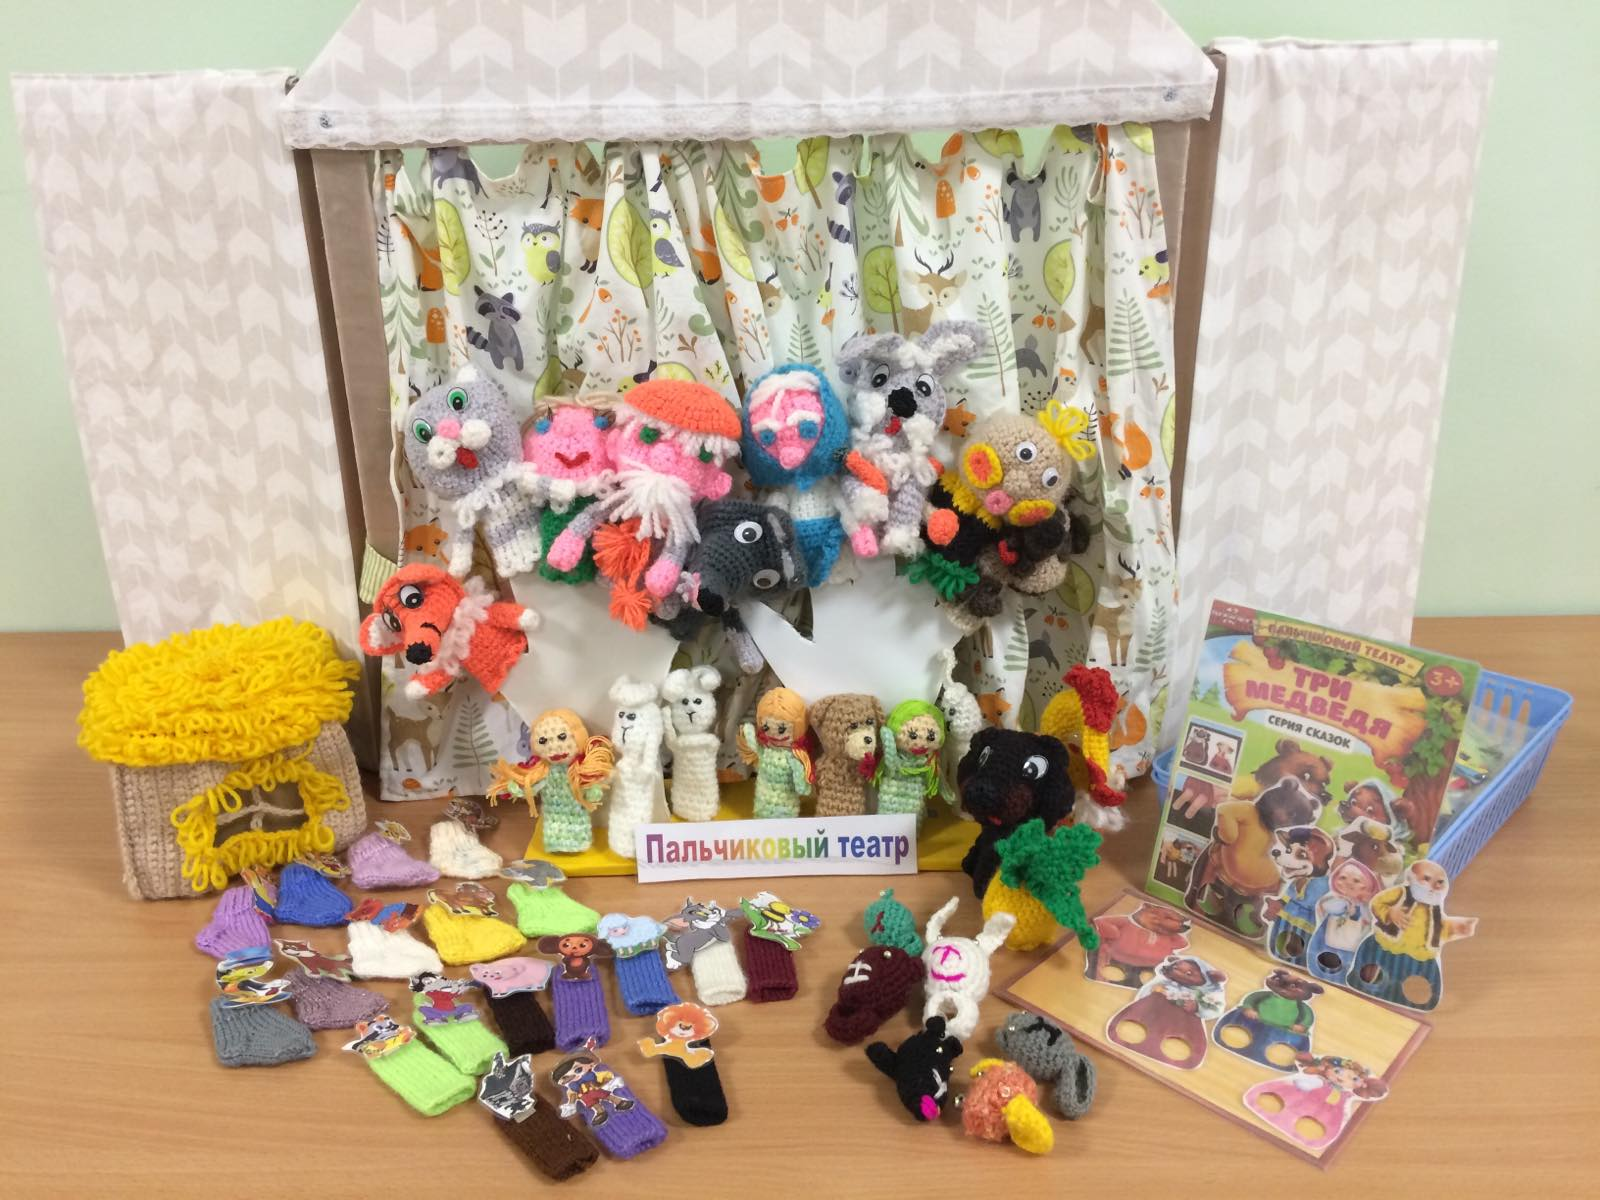 ПАЛЬЧИКОВЫЙ ТЕАТР
ТРИ
МЕДВЕДЯ
3+
СЕРИЯ СКАЗОК
Пальчиковый театр